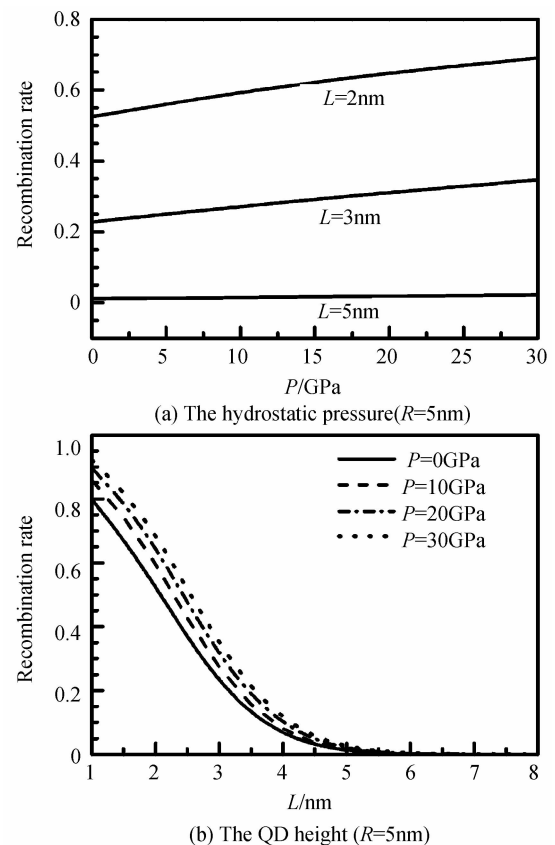 0.8
0.6
0.4
0.2
0
Recombination rate
L=2nm
L=3nm
L=5nm
0 5 10 15 20 25 30
P/GPa
(a) The hydrostatic pressure(R=5nm)
1.0
0.8
0.6
0.4
0.2
0
Recombination rate
P=0GPa
P=10GPa
P=20GPa
P=30GPa
1 2 3 4 5 6 7 8
L/nm
(b) The QD height (R=5nm)